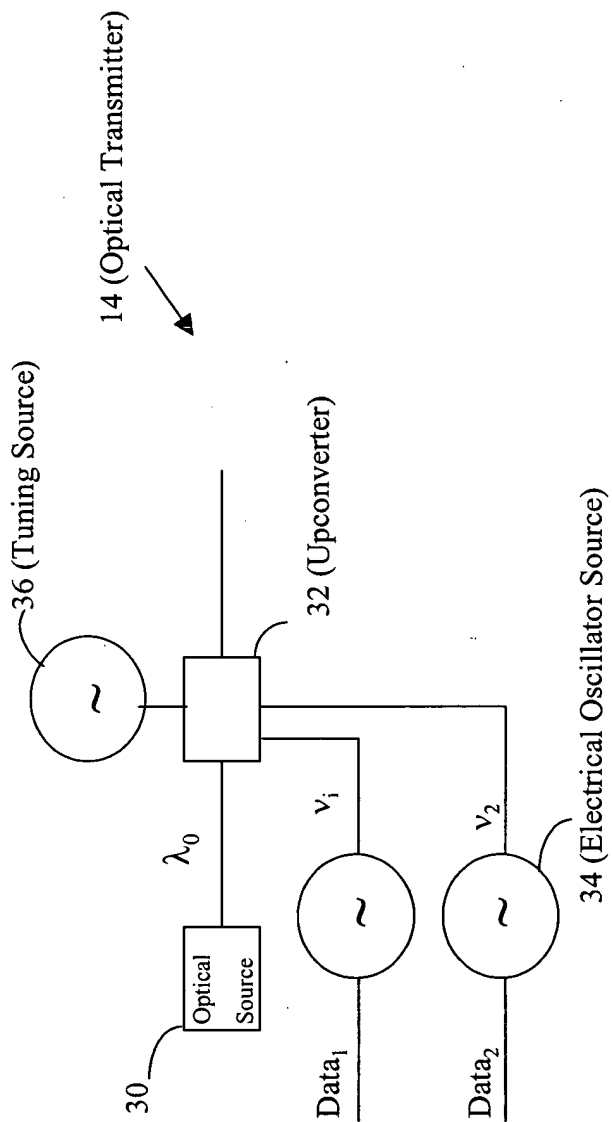 14 (Optical Transmitter)
36 (Tuning Source)
~
32 (Upconverter)
λ₀
Optical
Source
30
νᵢ
~
ν₂
~
34 (Electrical Oscillator Source)
Data₁
Data₂